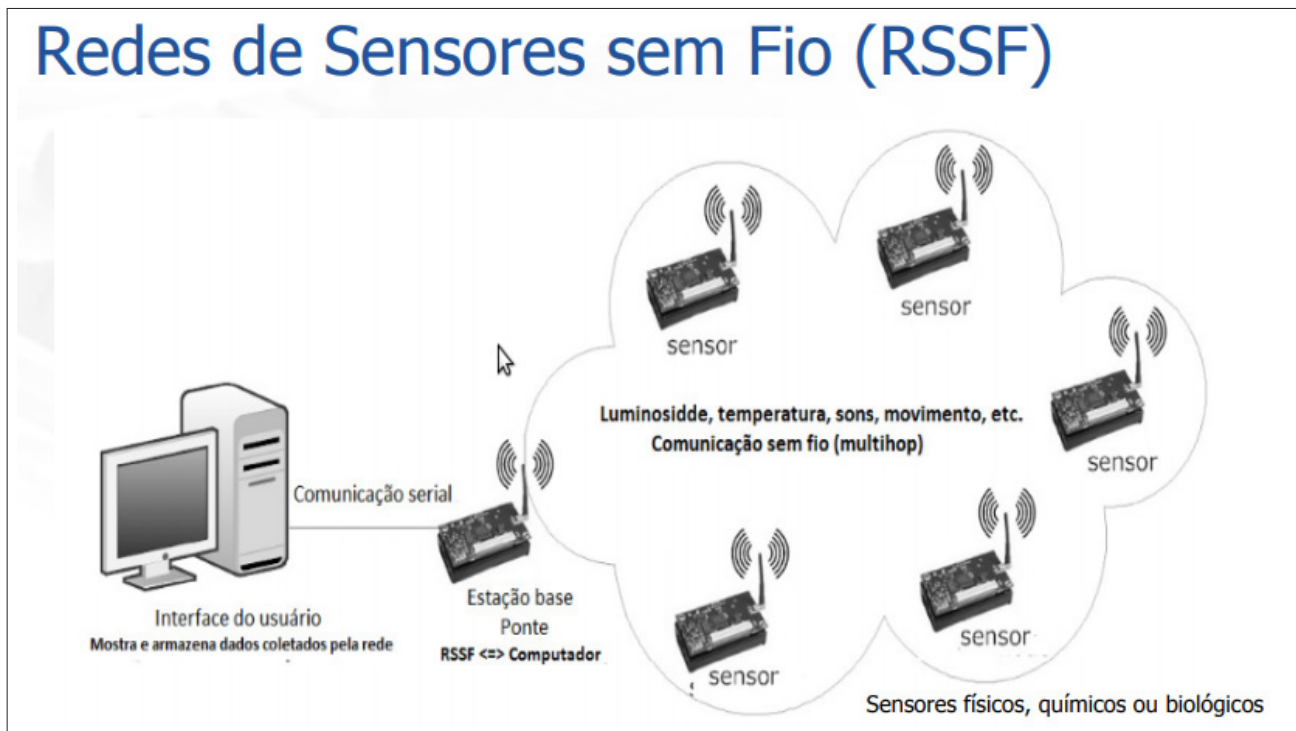 Redes de Sensores sem Fio (RSSF)
sensor
sensor
sensor
Luminosidde, temperatura, sons, movimento, etc.
Comunicação sem fio (multihop)
Comunicação serial
Interface do usuário
Mostra e armazena dados coletados pela rede
Estação base
Ponte
RSSF <=> Computador
sensor
sensor
Sensores físicos, químicos ou biológicos